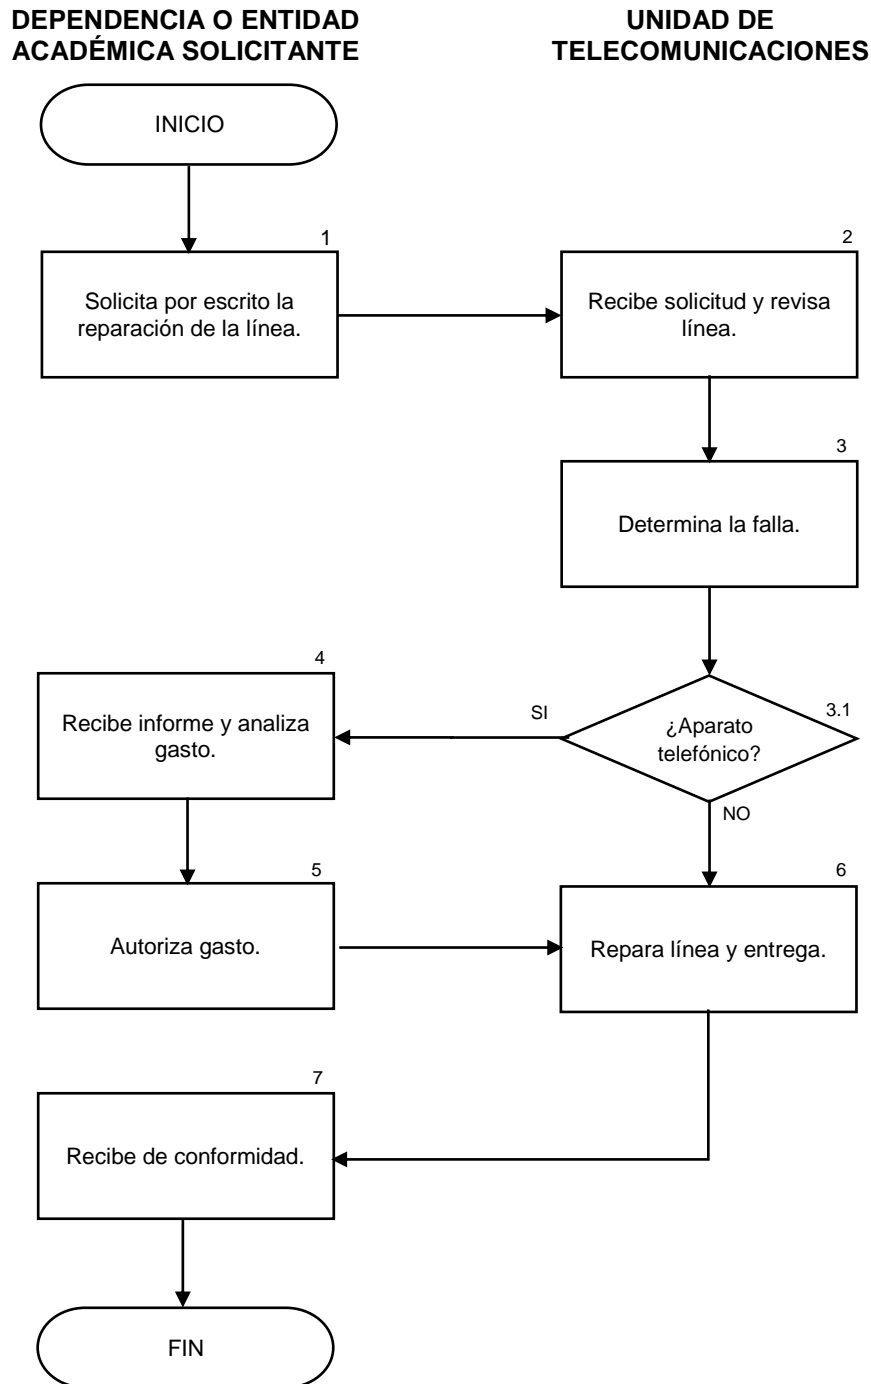 DEPENDENCIA O ENTIDAD
ACADÉMICA SOLICITANTE
UNIDAD DE
TELECOMUNICACIONES
INICIO
1
Solicita por escrito la
reparación de la línea.
2
Recibe solicitud y revisa
línea.
3
Determina la falla.
3.1
¿Aparato
telefónico?
SI
NO
4
Recibe informe y analiza
gasto.
5
Autoriza gasto.
6
Repara línea y entrega.
7
Recibe de conformidad.
FIN